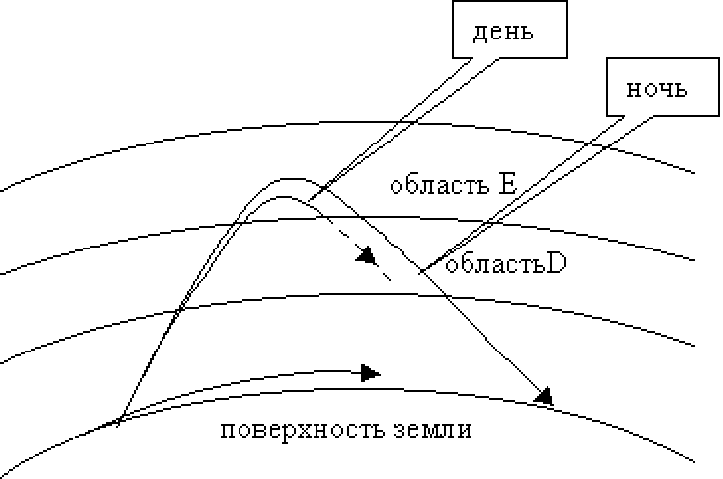 день
ночь
область E
областьD
поверхность земли